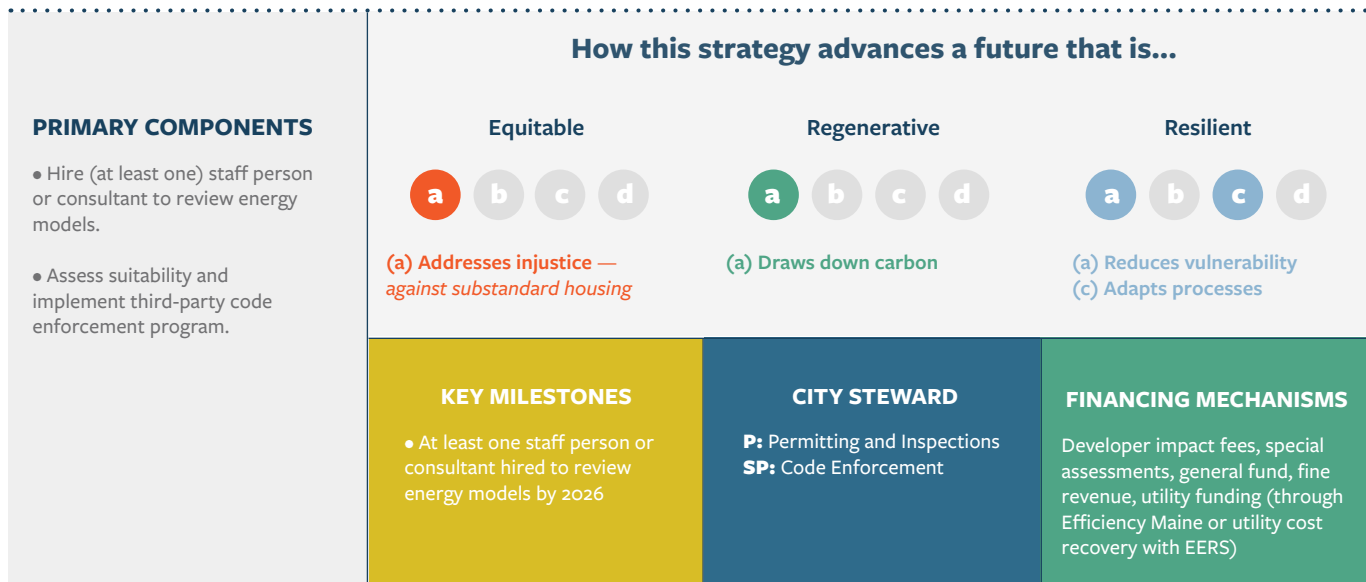 How this strategy advances a future that is...
PRIMARY COMPONENTS
• Hire (at least one) staff person
or consultant to review energy
models.
• Assess suitability and
implement third-party code
enforcement program.
Equitable
a b c d
(a) Addresses injustice —
against substandard housing
Regenerative
a b c d
(a) Draws down carbon
Resilient
a b c d
(a) Reduces vulnerability
(c) Adapts processes
KEY MILESTONES
• At least one staff person or
consultant hired to review
energy models by 2026
CITY STEWARD
P: Permitting and Inspections
SP: Code Enforcement
FINANCING MECHANISMS
Developer impact fees, special
assessments, general fund, fine
revenue, utility funding (through
Efficiency Maine or utility cost
recovery with EERS)